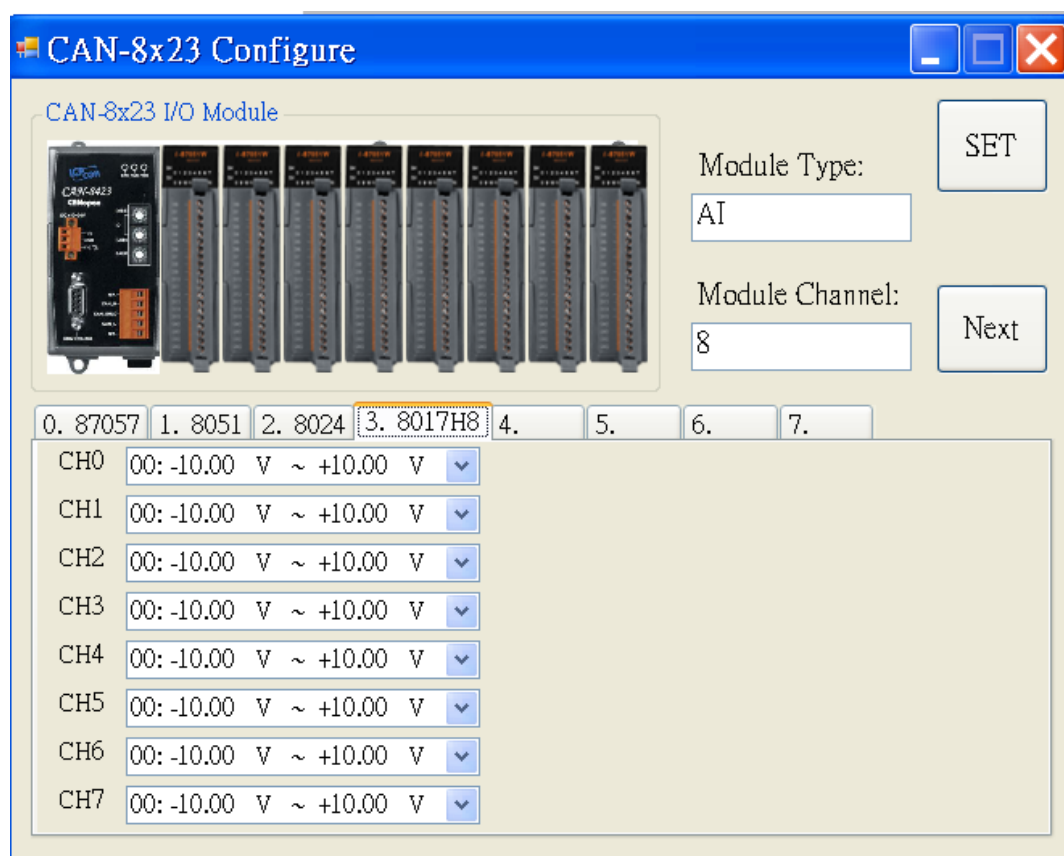 CAN-8x23 Configure
CAN-8x23 I/O Module
CAN-8423
CANopen
Module Type:
AI
SET
Module Channel:
8
Next
0. 87057
1. 8051
2. 8024
3. 8017H8
4.
5.
6.
7.
CH0 00: -10.00 V ~ +10.00 V
CH1 00: -10.00 V ~ +10.00 V
CH2 00: -10.00 V ~ +10.00 V
CH3 00: -10.00 V ~ +10.00 V
CH4 00: -10.00 V ~ +10.00 V
CH5 00: -10.00 V ~ +10.00 V
CH6 00: -10.00 V ~ +10.00 V
CH7 00: -10.00 V ~ +10.00 V